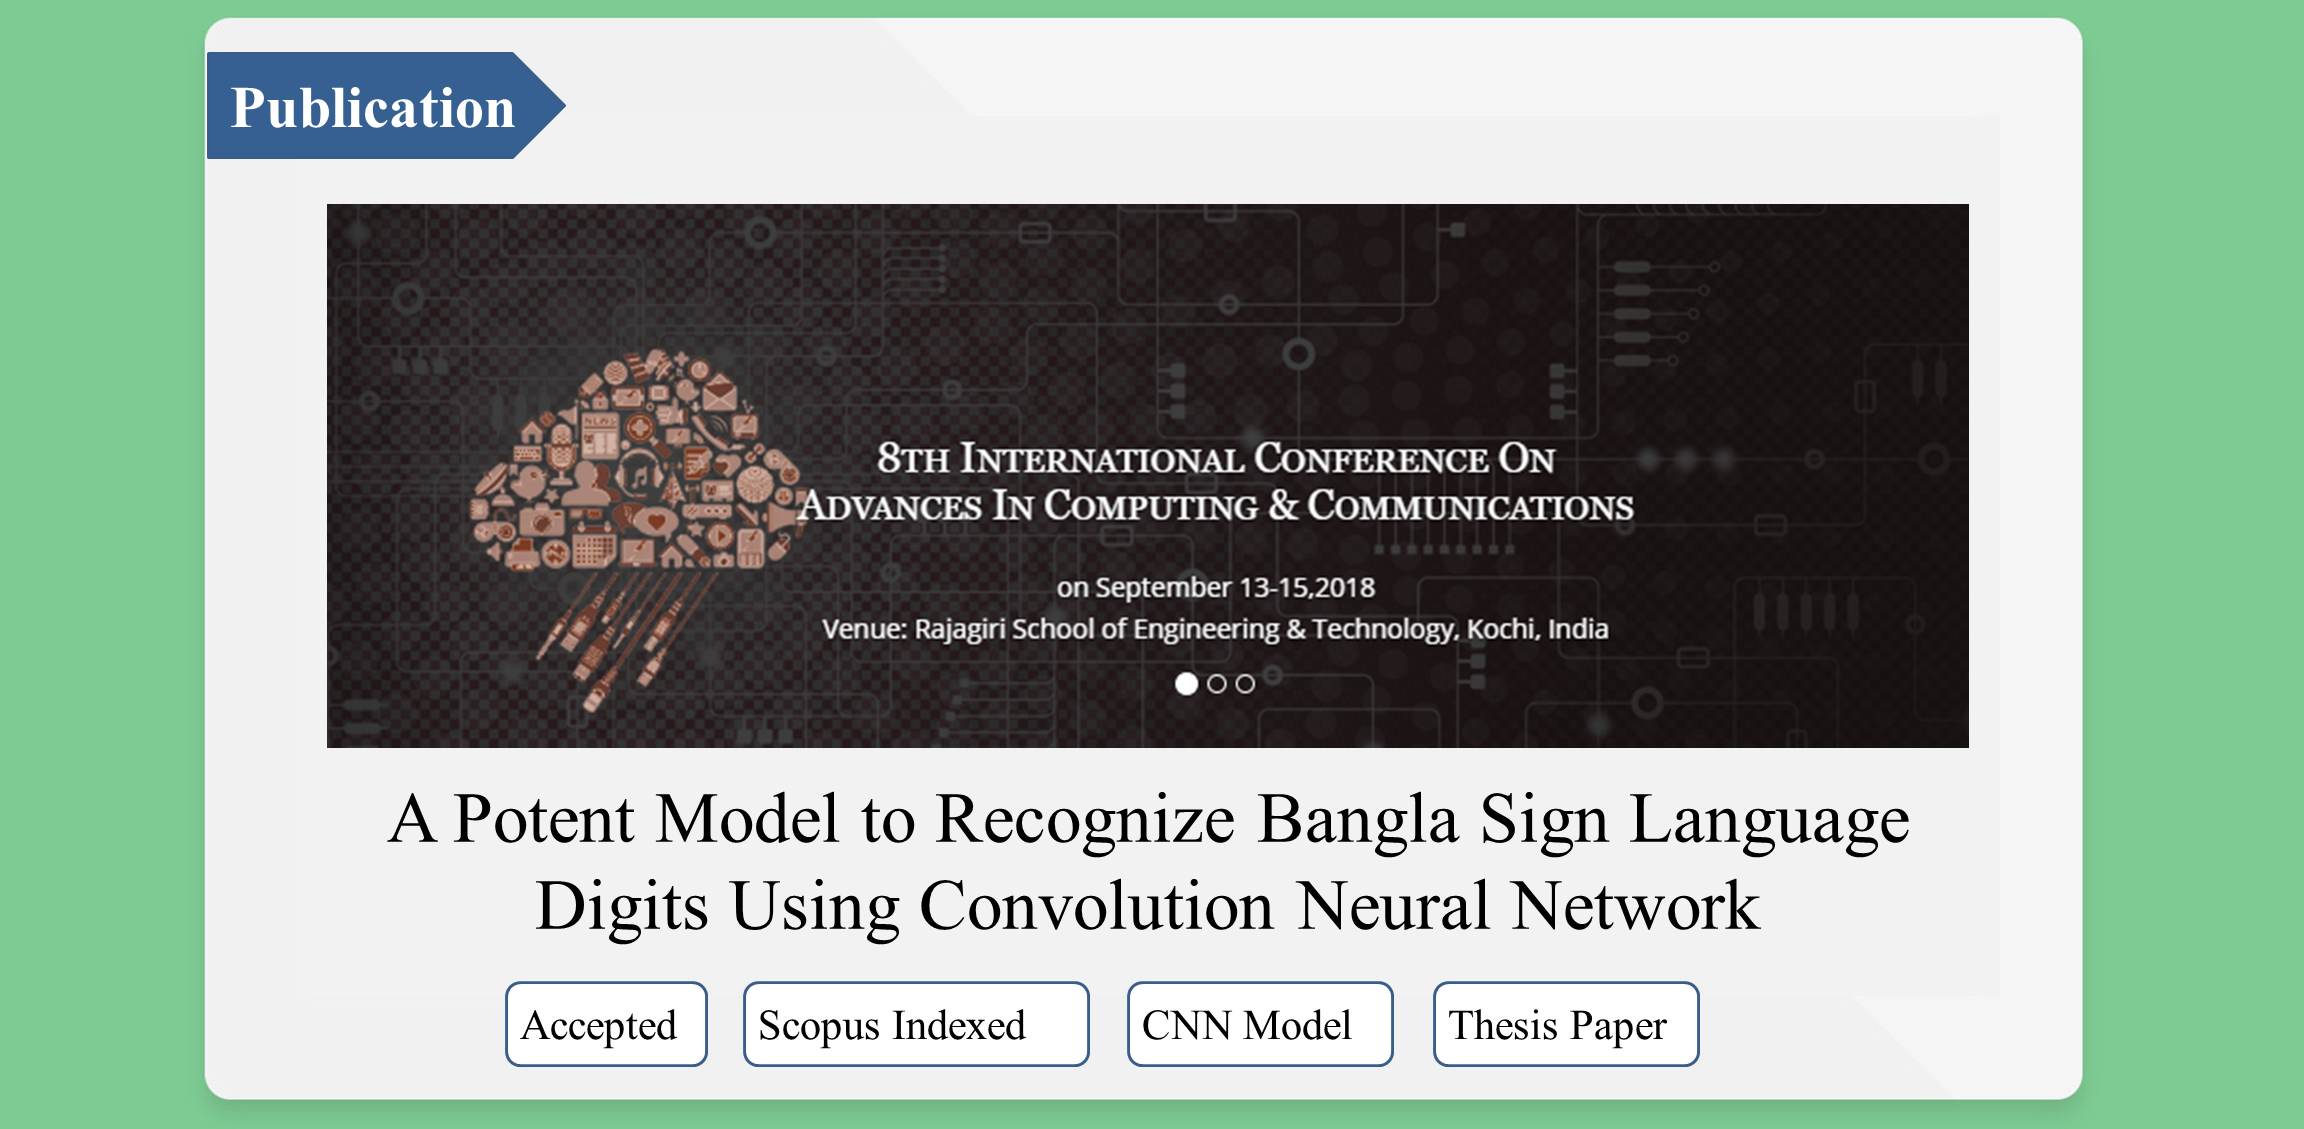 Publication
NEWS
8TH INTERNATIONAL CONFERENCE ON
ADVANCES IN COMPUTING & COMMUNICATIONS
on September 13-15,2018
Venue: Rajagiri School of Engineering & Technology, Kochi, India
A Potent Model to Recognize Bangla Sign Language
Digits Using Convolution Neural Network
Accepted
Scopus Indexed
CNN Model
Thesis Paper